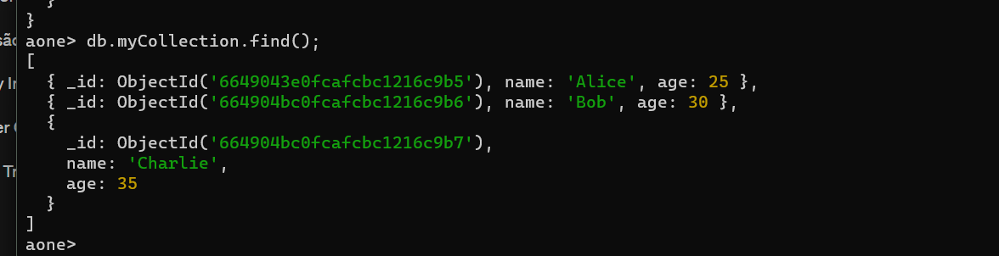 }
}
aone> db.myCollection.find();
[
  { _id: ObjectId('6649043e0fcafcbc1216c9b5'), name: 'Alice', age: 25 },
  { _id: ObjectId('664904bc0fcafcbc1216c9b6'), name: 'Bob', age: 30 },
  {
    _id: ObjectId('664904bc0fcafcbc1216c9b7'),
    name: 'Charlie',
    age: 35
  }
]
aone>